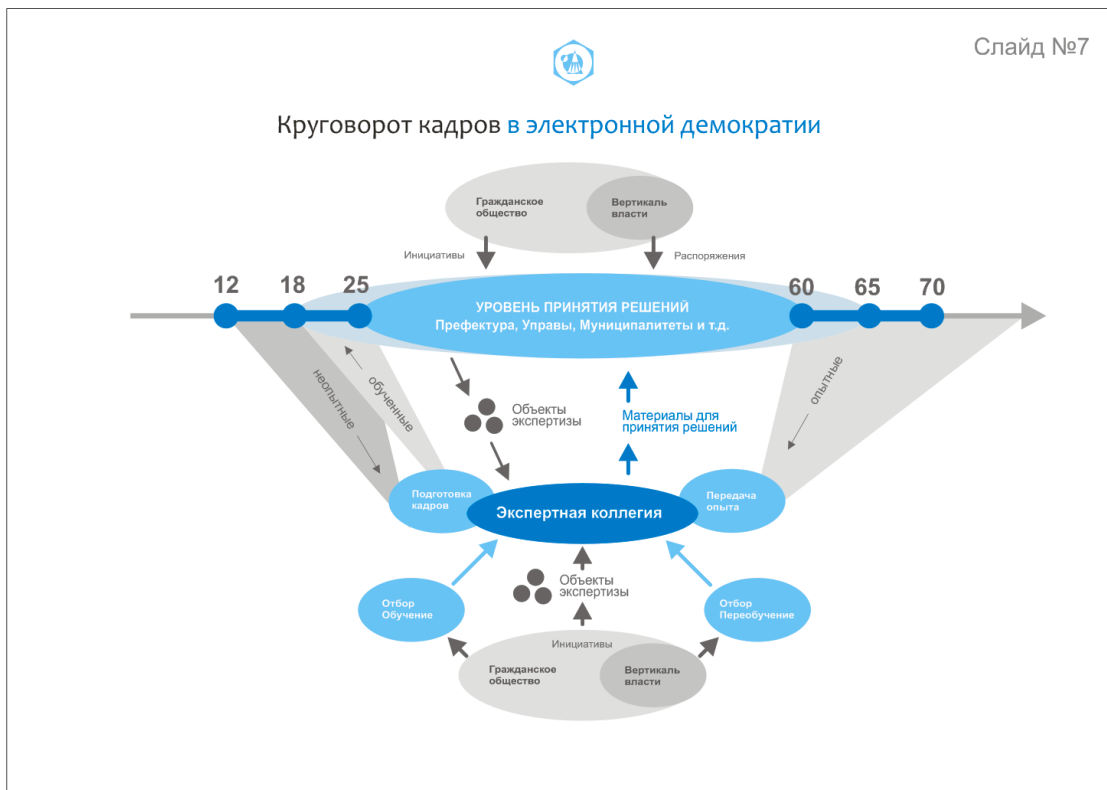 Слайд №7
Круговорот кадров в электронной демократии
Гражданское
общество
Вертикаль
власти
Инициативы
Распоряжения
12
18
25
60
65
70
УРОВЕНЬ ПРИНЯТИЯ РЕШЕНИЙ
Префектура, Управы, Муниципалитеты и т.д.
неопытные
обученные
опытные
Объекты
экспертизы
Материалы для
принятия решений
Подготовка
кадров
Экспертная коллегия
Передача
опыта
Объекты
экспертизы
Отбор
Обучение
Отбор
Переобучение
Инициативы
Гражданское
общество
Вертикаль
власти